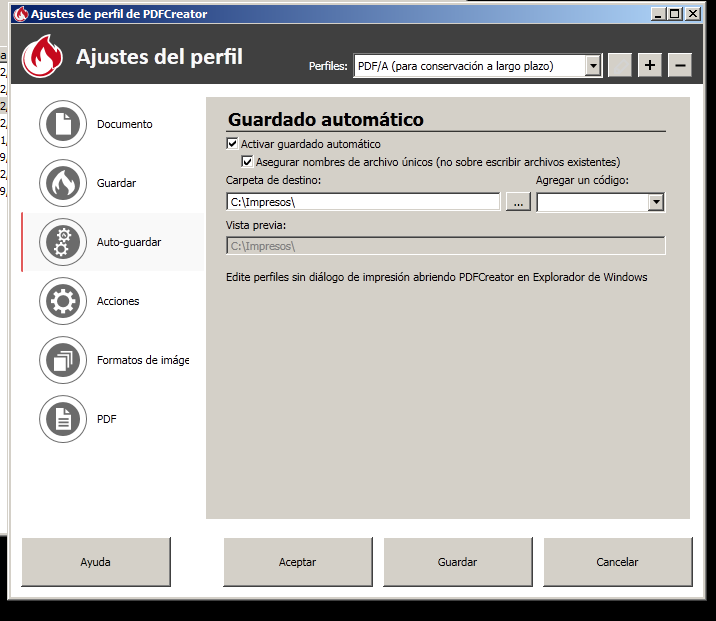 Ajustes de perfil de PDFCreator
Ajustes del perfil
Perfiles: PDF/A (para conservación a largo plazo)
Documento
Guardar
Auto-guardar
Acciones
Formatos de imáge
PDF
Guardado automático
Activar guardado automático
Asegurar nombres de archivo únicos (no sobre escribir archivos existentes)
Carpeta de destino: Agregar un código:
C:\Impresos\ ...
Vista previa:
C:\Impresos\
Edite perfiles sin diálogo de impresión abriendo PDFCreator en Explorador de Windows
Ayuda Aceptar Guardar Cancelar